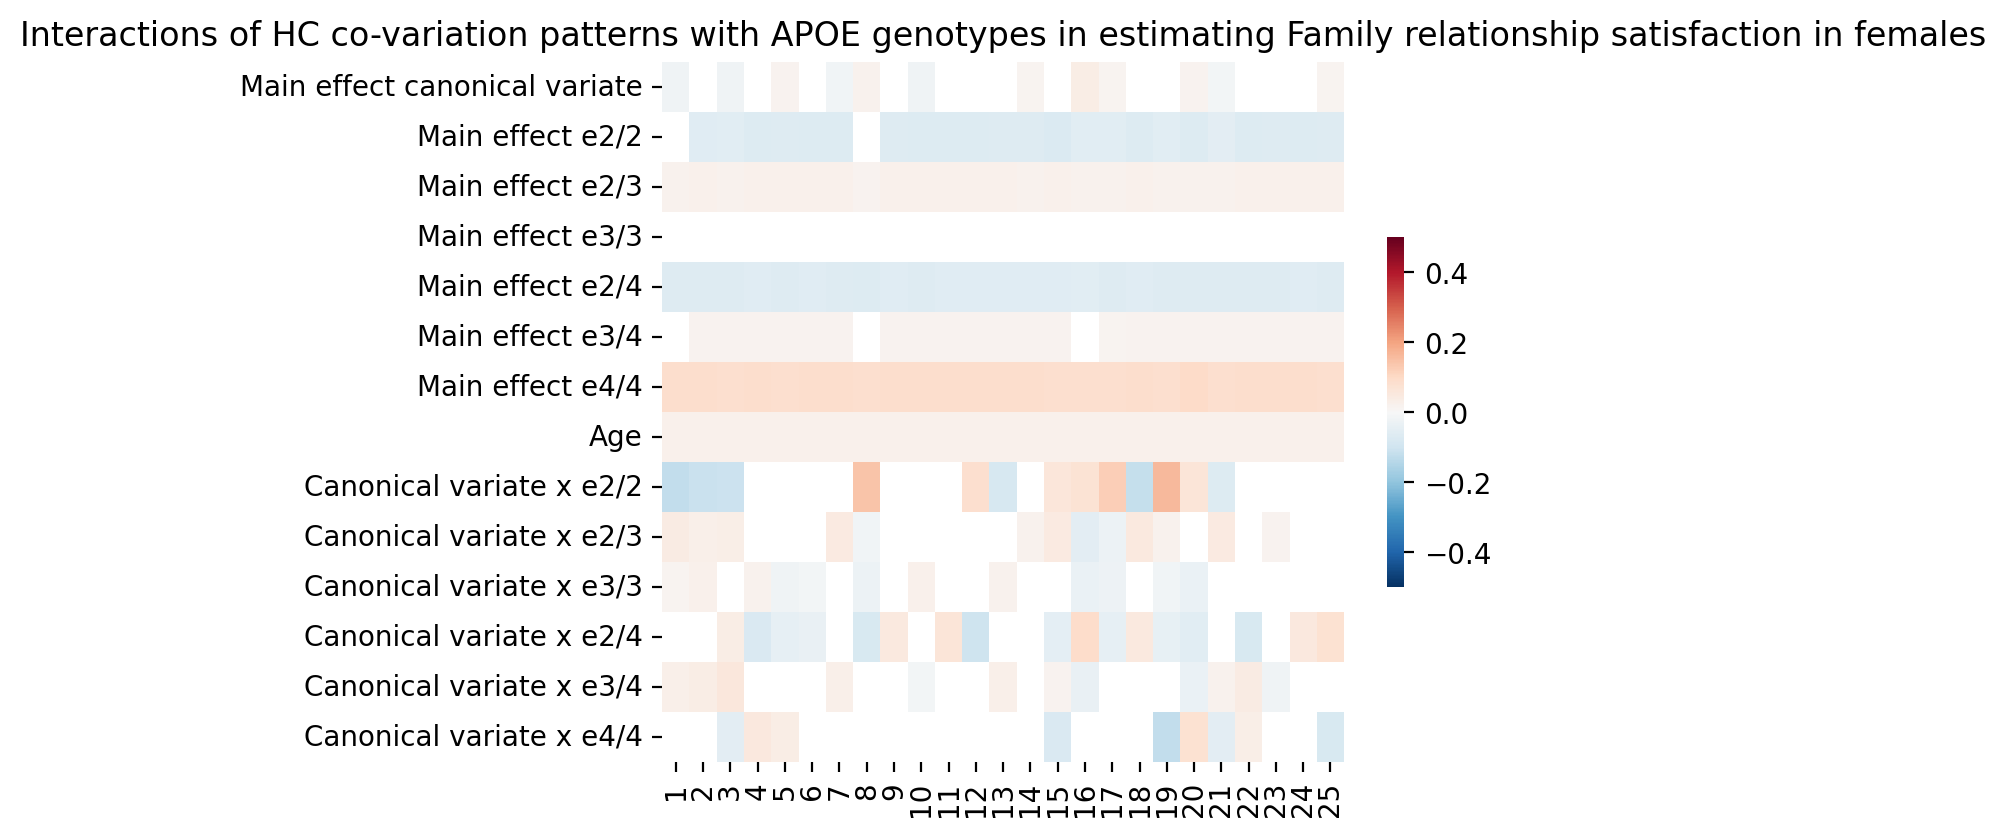 Interactions of HC co-variation patterns with APOE genotypes in estimating Family relationship satisfaction in females
Main effect canonical variate
Main effect e2/2
Main effect e2/3
Main effect e3/3
Main effect e2/4
Main effect e3/4
Main effect e4/4
Age
Canonical variate x e2/2
Canonical variate x e2/3
Canonical variate x e3/3
Canonical variate x e2/4
Canonical variate x e3/4
Canonical variate x e4/4
1 2 3 4 5 6 7 8 9 10 11 12 13 14 15 16 17 18 19 20 21 22 23 24 25
0.4
0.2
0.0
−0.2
−0.4